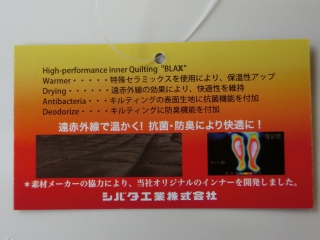 High-performance inner Quilting "BLAX"
Warmer・・・・・特殊セラミックスを使用により、保温性アップ
Drying・・・・・・遠赤外線の効果により、快適性を維持
Antibacteria・・・キルティングの表面生地に抗菌機能を付加
Deodorize・・・・キルティングに防臭機能を付加
遠赤外線で温かく! 抗菌・防臭により快適に!
＊素材メーカーの協力により、当社オリジナルのインナーを開発しました。
シバタ工業株式会社